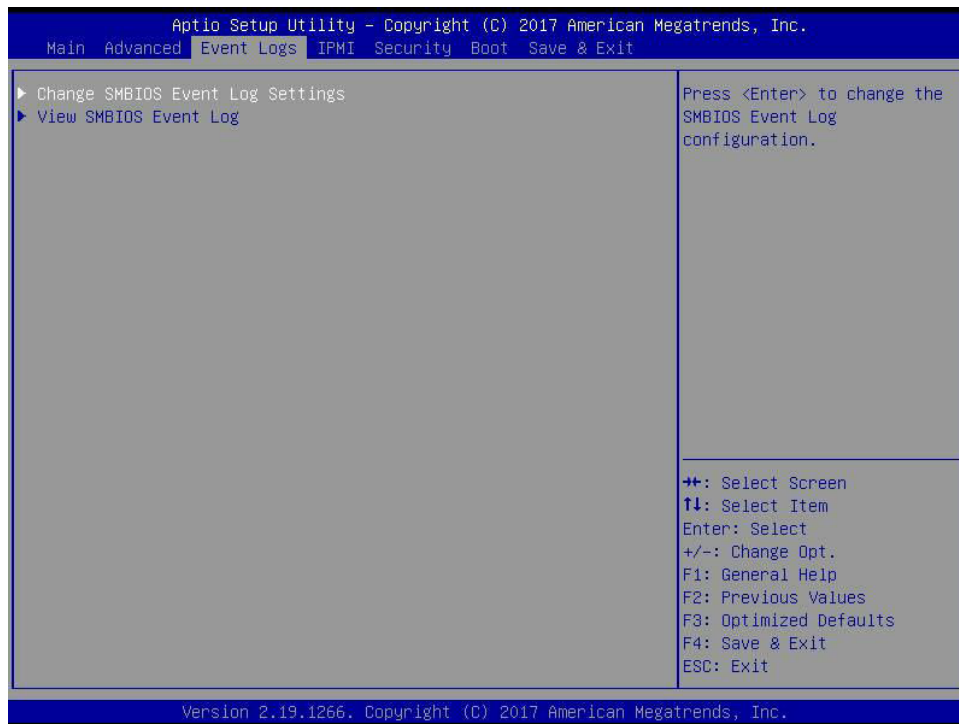 Aptio Setup Utility – Copyright (C) 2017 American Megatrends, Inc.
Main Advanced Event Logs IPMI Security Boot Save & Exit
▶ Change SMBIOS Event Log Settings
▶ View SMBIOS Event Log
Press <Enter> to change the
SMBIOS Event Log
configuration.
→←: Select Screen
↑↓: Select Item
Enter: Select
+/-: Change Opt.
F1: General Help
F2: Previous Values
F3: Optimized Defaults
F4: Save & Exit
ESC: Exit
Version 2.19.1266. Copyright (C) 2017 American Megatrends, Inc.